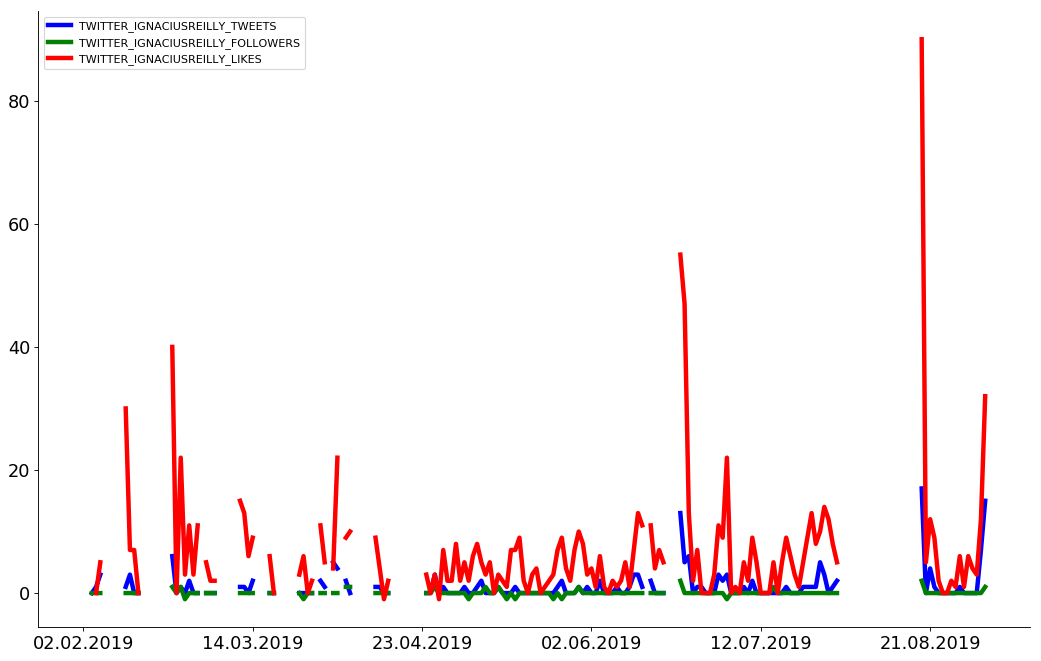 TWITTER_IGNACIUSREILLY_TWEETS
TWITTER_IGNACIUSREILLY_FOLLOWERS
TWITTER_IGNACIUSREILLY_LIKES
80
60
40
20
0
02.02.2019 14.03.2019 23.04.2019 02.06.2019 12.07.2019 21.08.2019